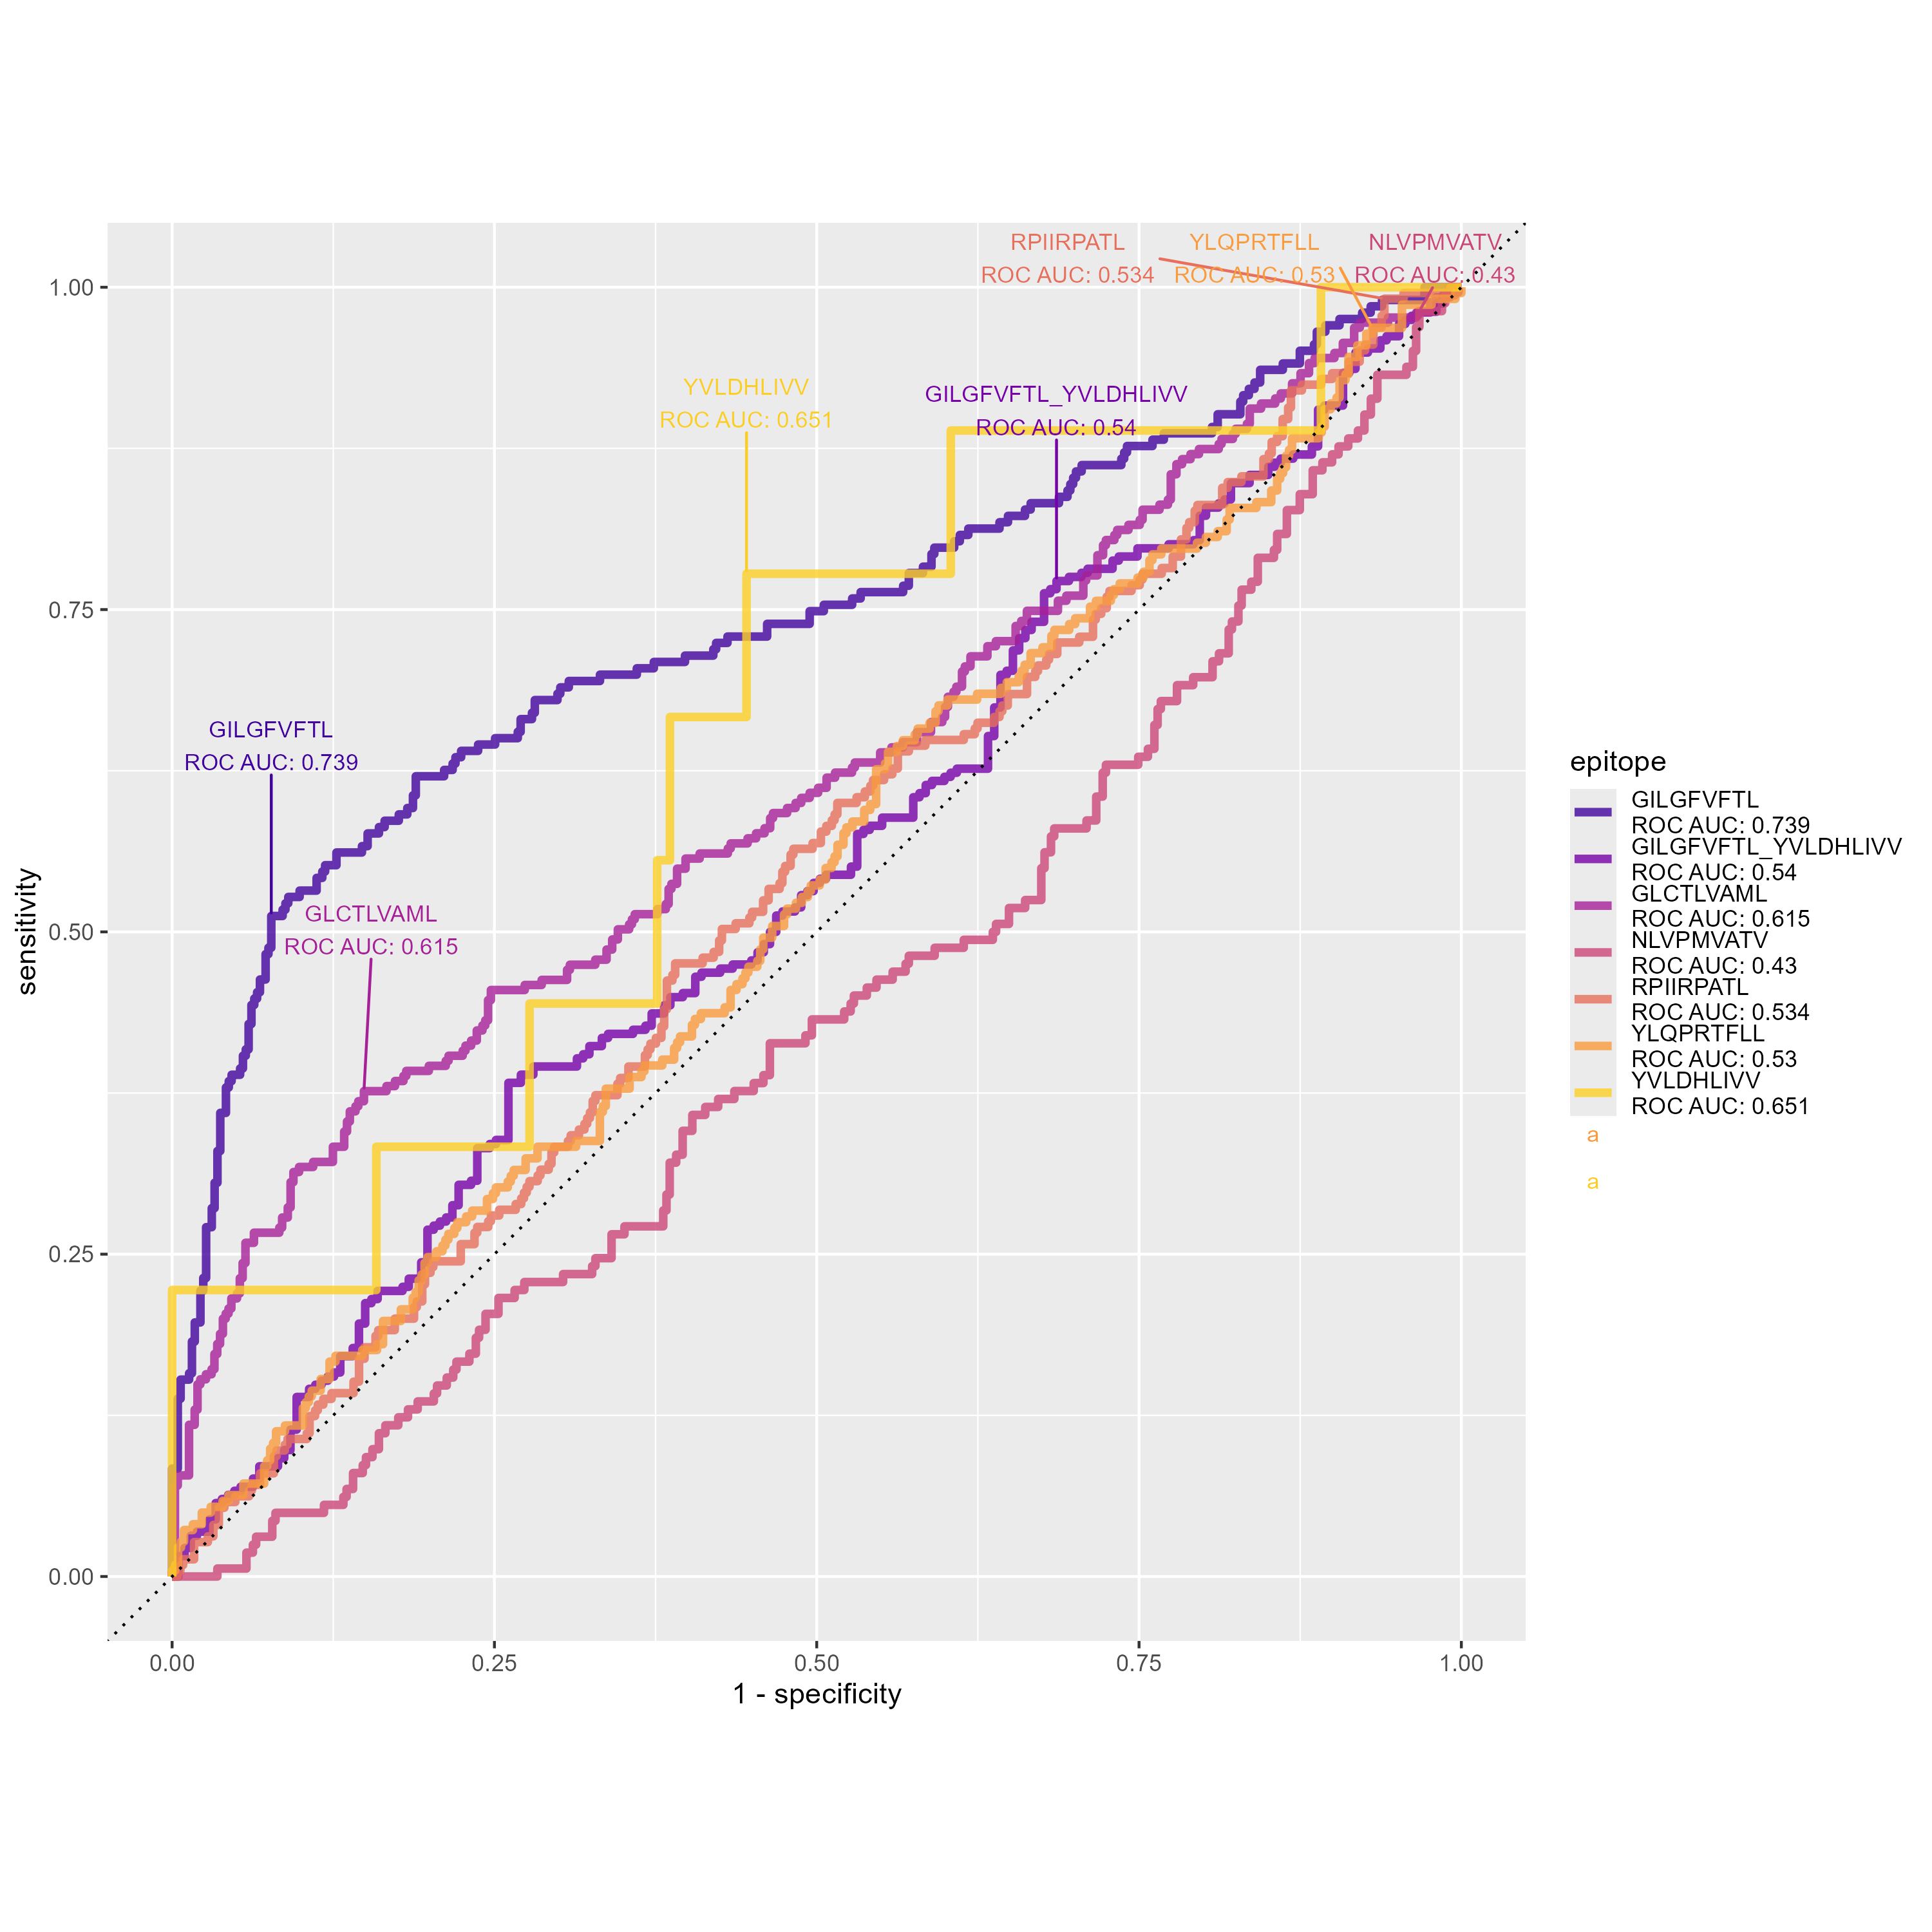 RPIIRPATL
ROC AUC: 0.534
YLQPRTFLL
ROC AUC: 0.53
NLVPMVATV
ROC AUC: 0.43
YVLDHLIVV
ROC AUC: 0.651
GILGFVFTL_YVLDHLIVV
ROC AUC: 0.54
GILGFVFTL
ROC AUC: 0.739
GLCTLVAML
ROC AUC: 0.615
1.00
0.75
0.50
0.25
0.00
sensitivity
0.00
0.25
0.50
0.75
1.00
1 - specificity
epitope
GILGFVFTL
ROC AUC: 0.739
GILGFVFTL_YVLDHLIVV
ROC AUC: 0.54
GLCTLVAML
ROC AUC: 0.615
NLVPMVATV
ROC AUC: 0.43
RPIIRPATL
ROC AUC: 0.534
YLQPRTFLL
ROC AUC: 0.53
YVLDHLIVV
ROC AUC: 0.651
a
a